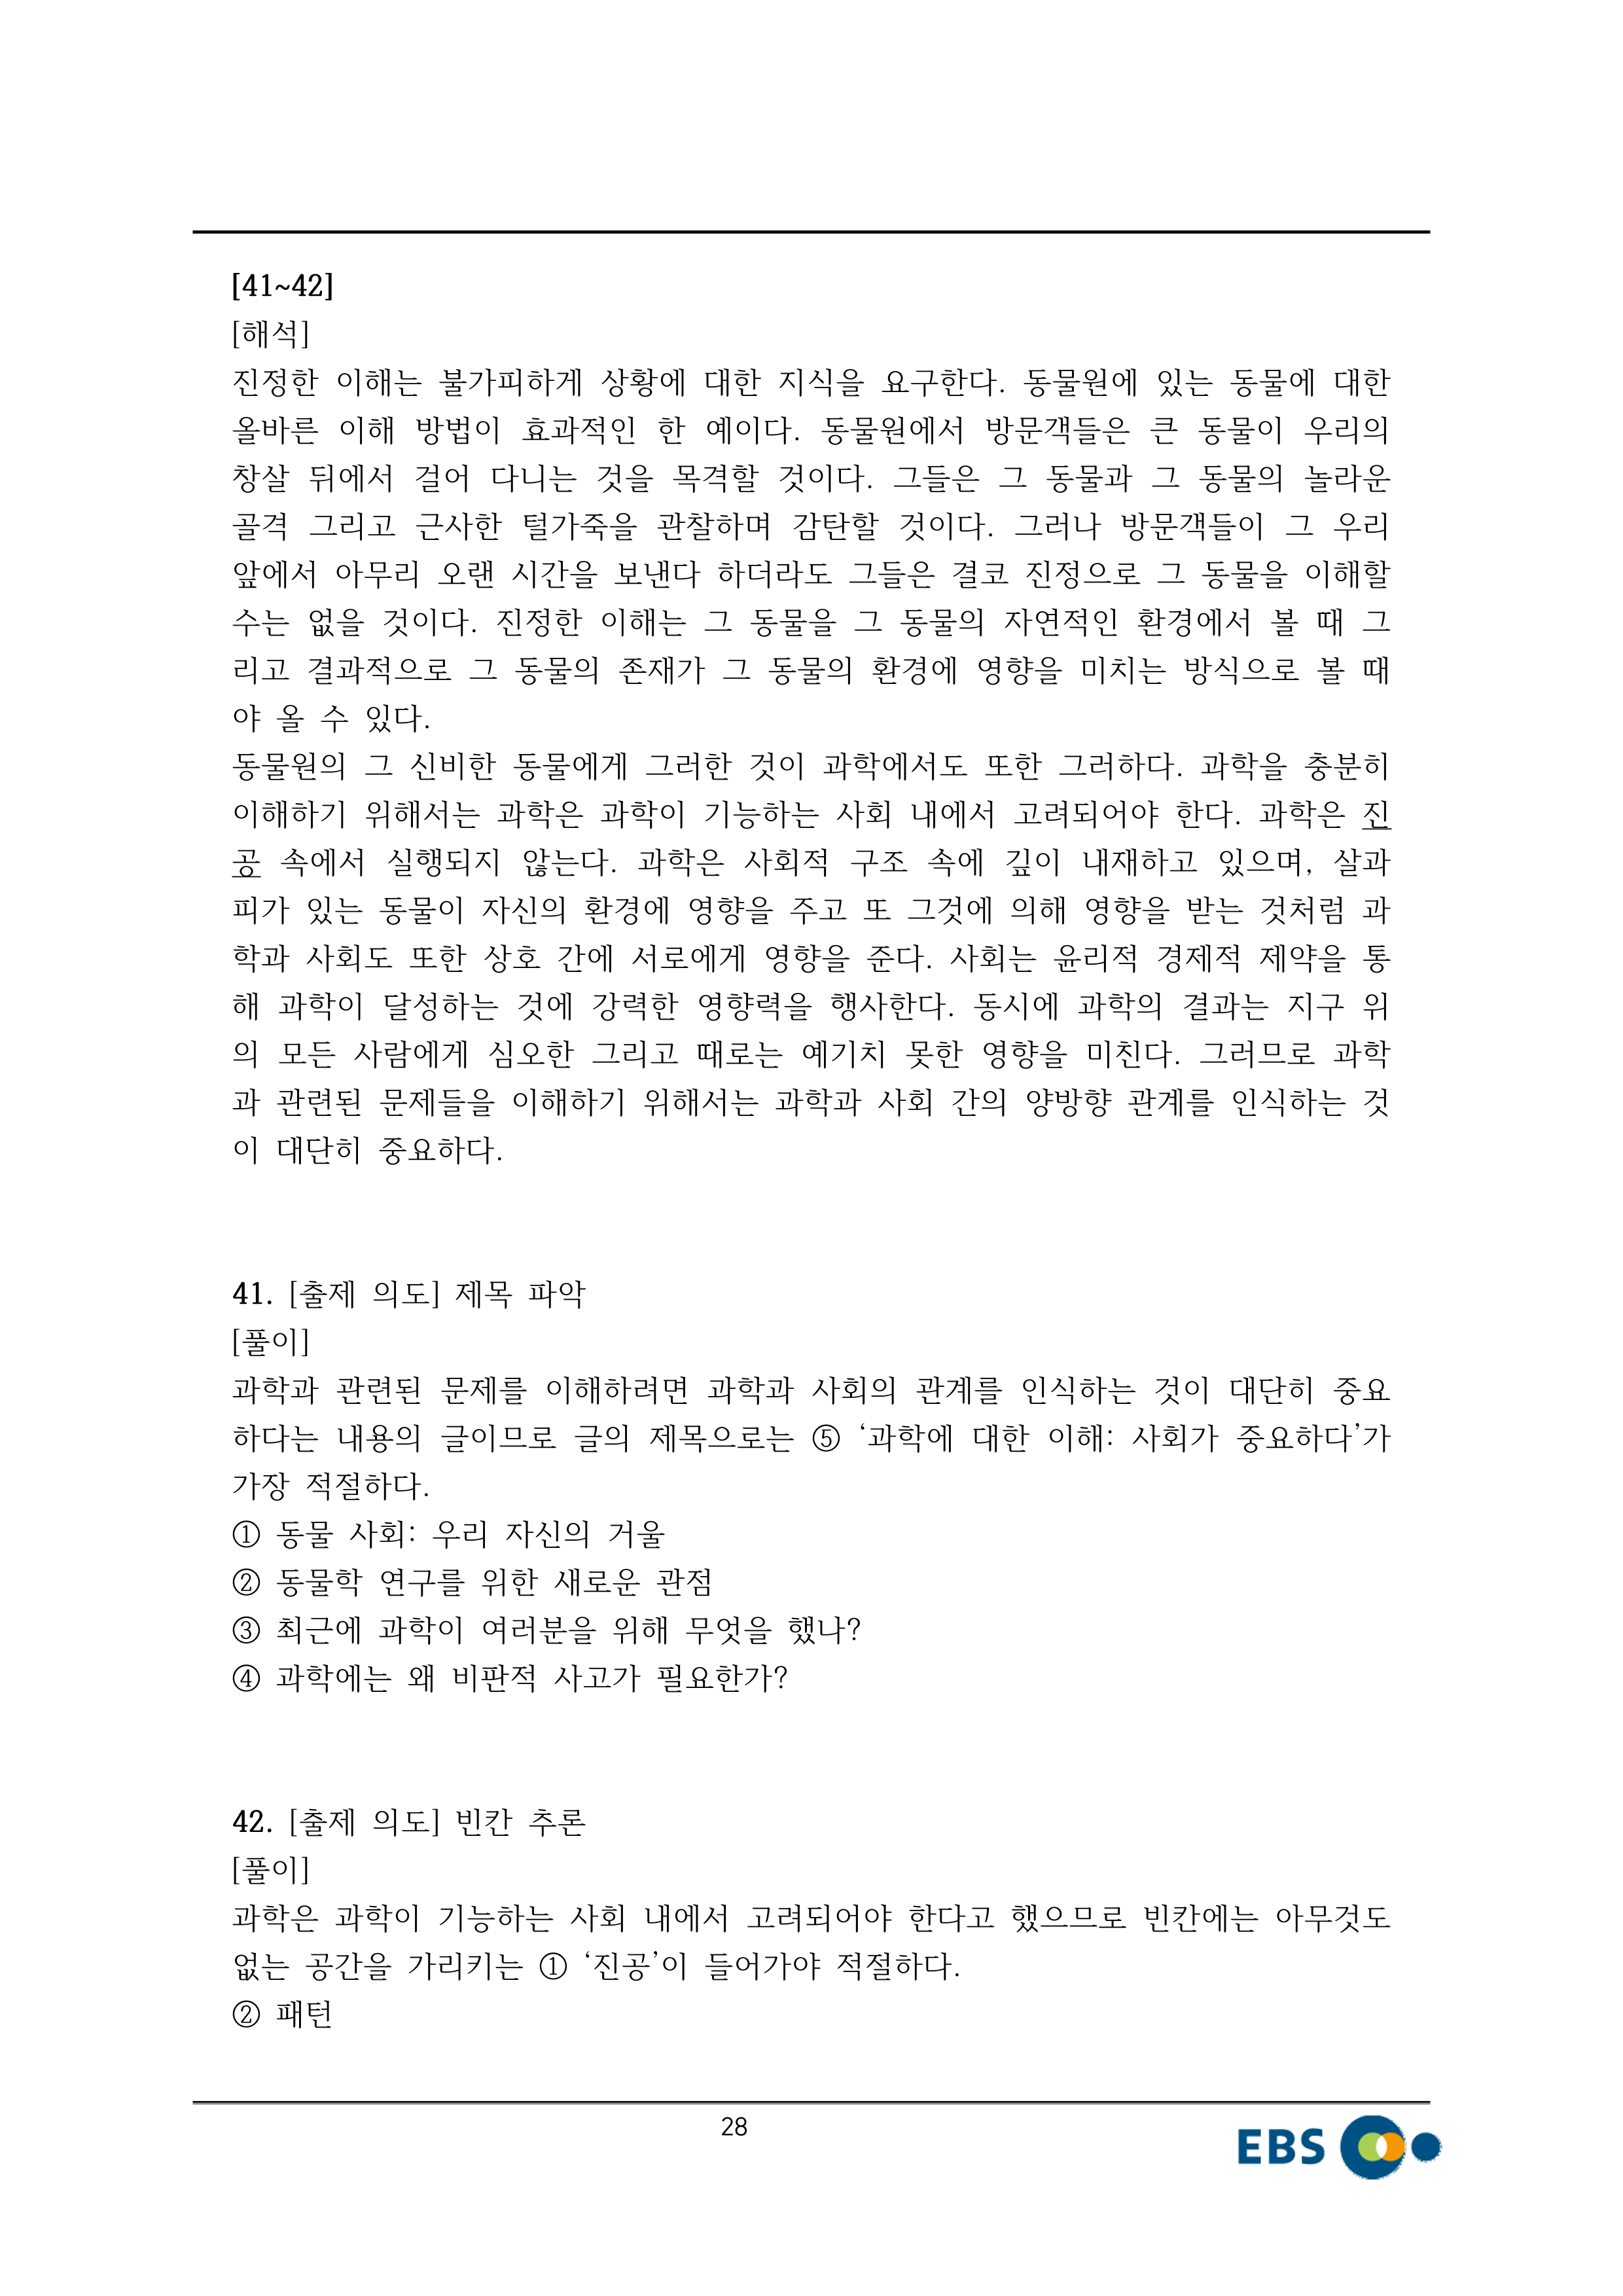 [41~42]
[해석]
진정한 이해는 불가피하게 상황에 대한 지식을 요구한다. 동물원에 있는 동물에 대한
올바른 이해 방법이 효과적인 한 예이다. 동물원에서 방문객들은 큰 동물이 우리의
창살 뒤에서 걸어 다니는 것을 목격할 것이다. 그들은 그 동물과 그 동물의 놀라운
골격 그리고 근사한 털가죽을 관찰하며 감탄할 것이다. 그러나 방문객들이 그 우리
앞에서 아무리 오랜 시간을 보낸다 하더라도 그들은 결코 진정으로 그 동물을 이해할
수는 없을 것이다. 진정한 이해는 그 동물을 그 동물의 자연적인 환경에서 볼 때 그
리고 결과적으로 그 동물의 존재가 그 동물의 환경에 영향을 미치는 방식으로 볼 때
야 올 수 있다.
동물원의 그 신비한 동물에게 그러한 것이 과학에서도 또한 그러하다. 과학을 충분히
이해하기 위해서는 과학은 과학이 기능하는 사회 내에서 고려되어야 한다. 과학은 진
공 속에서 실행되지 않는다. 과학은 사회적 구조 속에 깊이 내재하고 있으며, 살과
피가 있는 동물이 자신의 환경에 영향을 주고 또 그것에 의해 영향을 받는 것처럼 과
학과 사회도 또한 상호 간에 서로에게 영향을 준다. 사회는 윤리적 경제적 제약을 통
해 과학이 달성하는 것에 강력한 영향력을 행사한다. 동시에 과학의 결과는 지구 위
의 모든 사람에게 심오한 그리고 때로는 예기치 못한 영향을 미친다. 그러므로 과학
과 관련된 문제들을 이해하기 위해서는 과학과 사회 간의 양방향 관계를 인식하는 것
이 대단히 중요하다.
41. [출제 의도] 제목 파악
[풀이]
과학과 관련된 문제를 이해하려면 과학과 사회의 관계를 인식하는 것이 대단히 중요
하다는 내용의 글이므로 글의 제목으로는 ⑤ ‘과학에 대한 이해: 사회가 중요하다’가
가장 적절하다.
① 동물 사회: 우리 자신의 거울
② 동물학 연구를 위한 새로운 관점
③ 최근에 과학이 여러분을 위해 무엇을 했나?
④ 과학에는 왜 비판적 사고가 필요한가?
42. [출제 의도] 빈칸 추론
[풀이]
과학은 과학이 기능하는 사회 내에서 고려되어야 한다고 했으므로 빈칸에는 아무것도
없는 공간을 가리키는 ① ‘진공’이 들어가야 적절하다.
② 패턴
28
EBS